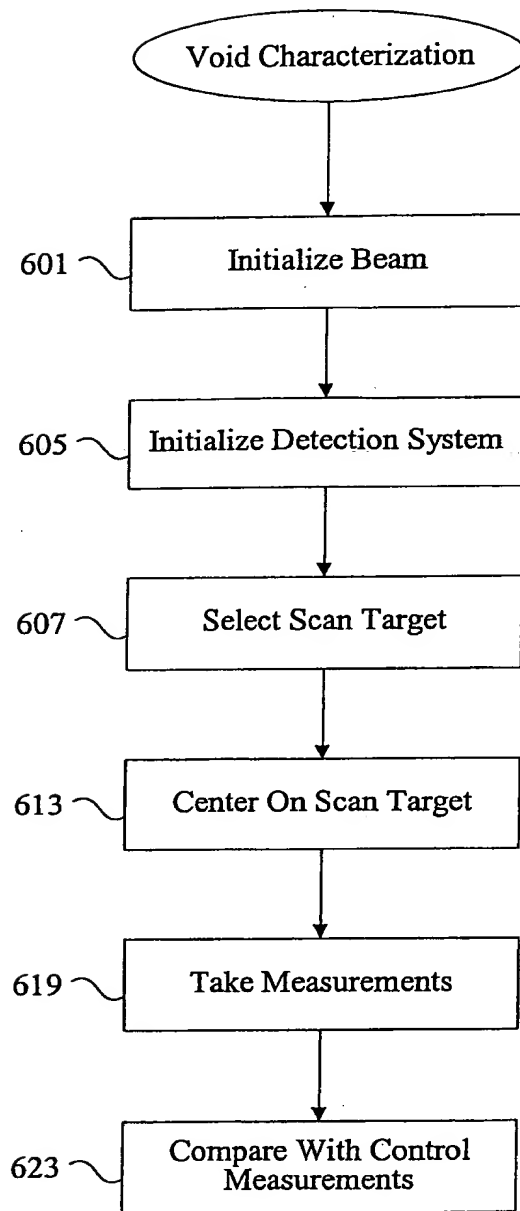 Void Characterization
601
Initialize Beam
605
Initialize Detection System
607
Select Scan Target
613
Center On Scan Target
619
Take Measurements
623
Compare With Control
Measurements